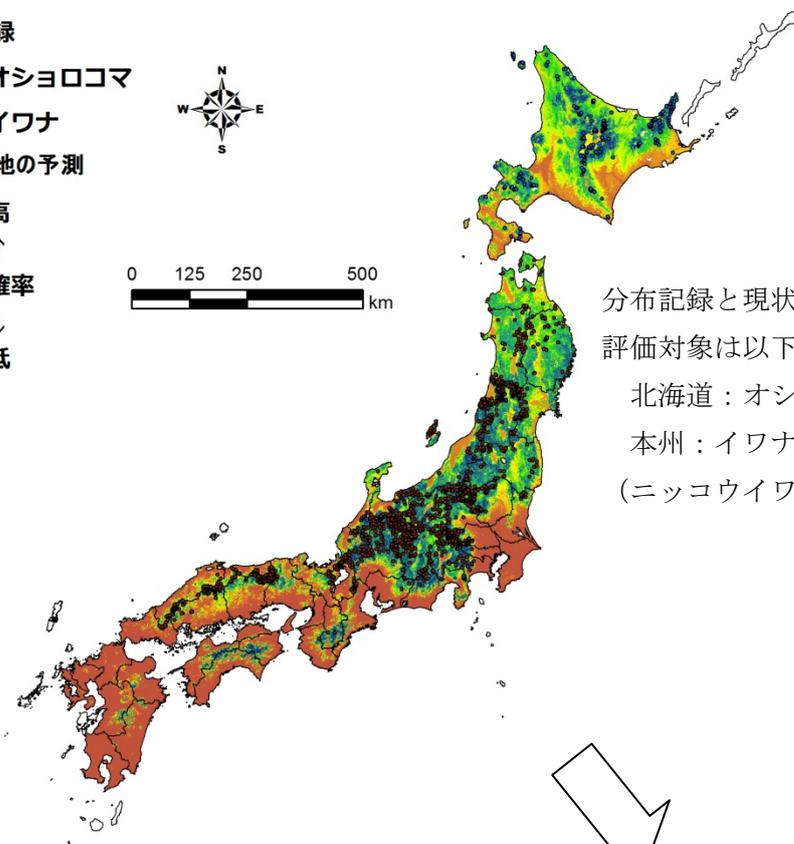 録
オショロコマ
イワナ
地の予測
高
確率
低
N
W E
S
0 125 250 500
km
分布記録と現状
評価対象は以下
北海道：オシ
本州：イワナ
（ニッコウイワ